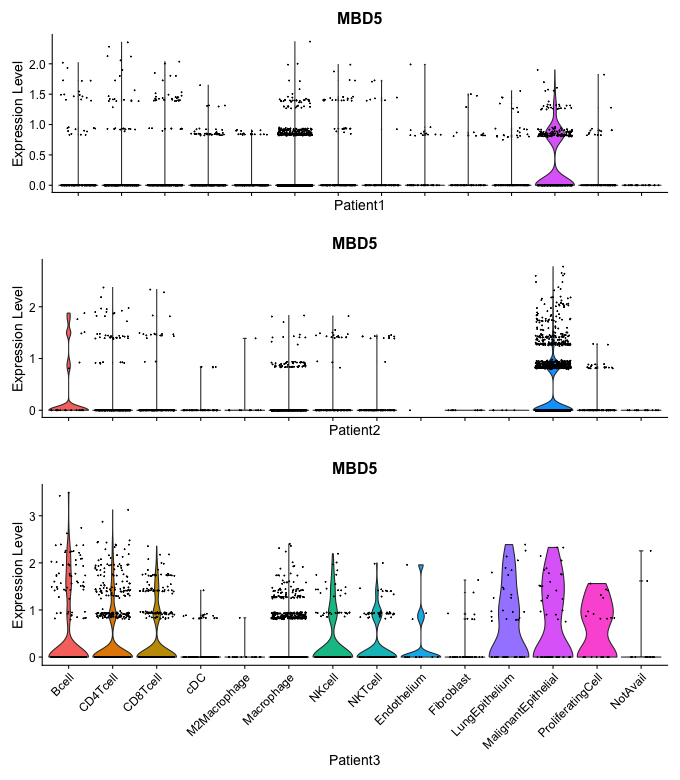 MBD5
Expression Level
2.0
1.5
1.0
0.5
0.0
Patient1
MBD5
Expression Level
2
1
0
Patient2
MBD5
Expression Level
3
2
1
0
Bcell
CD4Tcell
CD8Tcell
cDC
M2Macrophage
Macrophage
NKcell
NKTcell
Endothelium
Fibroblast
LungEpithelium
MalignantEpithelial
ProliferatingCell
NotAvail
Patient3